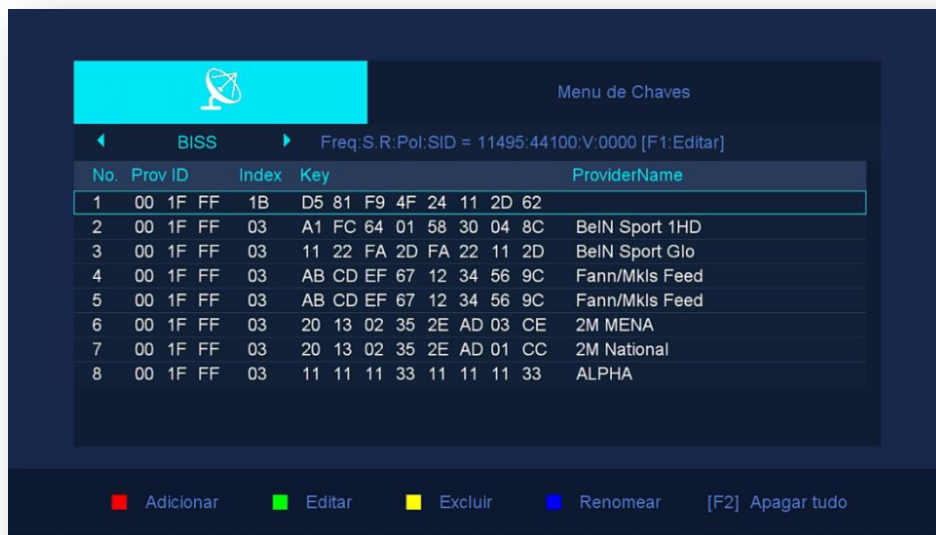 Menu de Chaves
BISS Freq:S.R:Pol:SID = 11495:44100:V:0000 [F1:Editar]
No. Prov ID Index Key ProviderName
1 00 1F FF 1B D5 81 F9 4F 24 11 2D 62
2 00 1F FF 03 A1 FC 64 01 58 30 04 8C BeIN Sport 1HD
3 00 1F FF 03 11 22 FA 2D FA 22 11 2D BeIN Sport Glo
4 00 1F FF 03 AB CD EF 67 12 34 56 9C Fann/Mkls Feed
5 00 1F FF 03 AB CD EF 67 12 34 56 9C Fann/Mkls Feed
6 00 1F FF 03 20 13 02 35 2E AD 03 CE 2M MENA
7 00 1F FF 03 20 13 02 35 2E AD 01 CC 2M National
8 00 1F FF 03 11 11 11 33 11 11 11 33 ALPHA
Adicionar Editar Excluir Renomear [F2] Apagar tudo